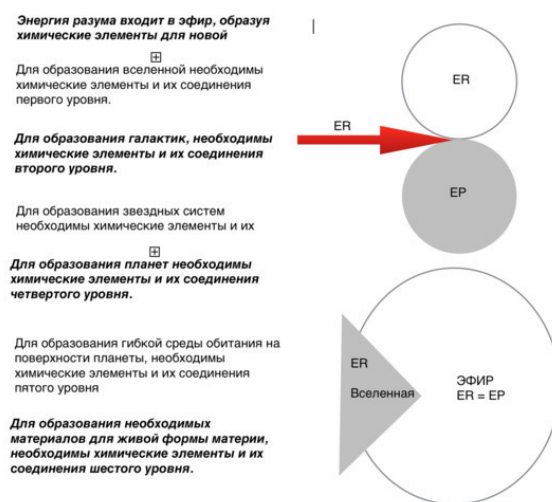 Энергия разума входит в эфир, образуя
химические элементы для новой
Для образования вселенной необходимы
химические элементы и их соединения
первого уровня.
Для образования галактик, необходимы
химические элементы и их соединения
второго уровня.
Для образования звездных систем
необходимы химические элементы и их
Для образования планет необходимы
химические элементы и их соединения
четвертого уровня.
Для образования гибкой среды обитания на
поверхности планеты, необходимы
химические элементы и их соединения
пятого уровня
Для образования необходимых
материалов для живой формы материи,
необходимы химические элементы и их
соединения шестого уровня.
ER
ER
EP
ER
Вселенная
ЭФИР
ER = EP